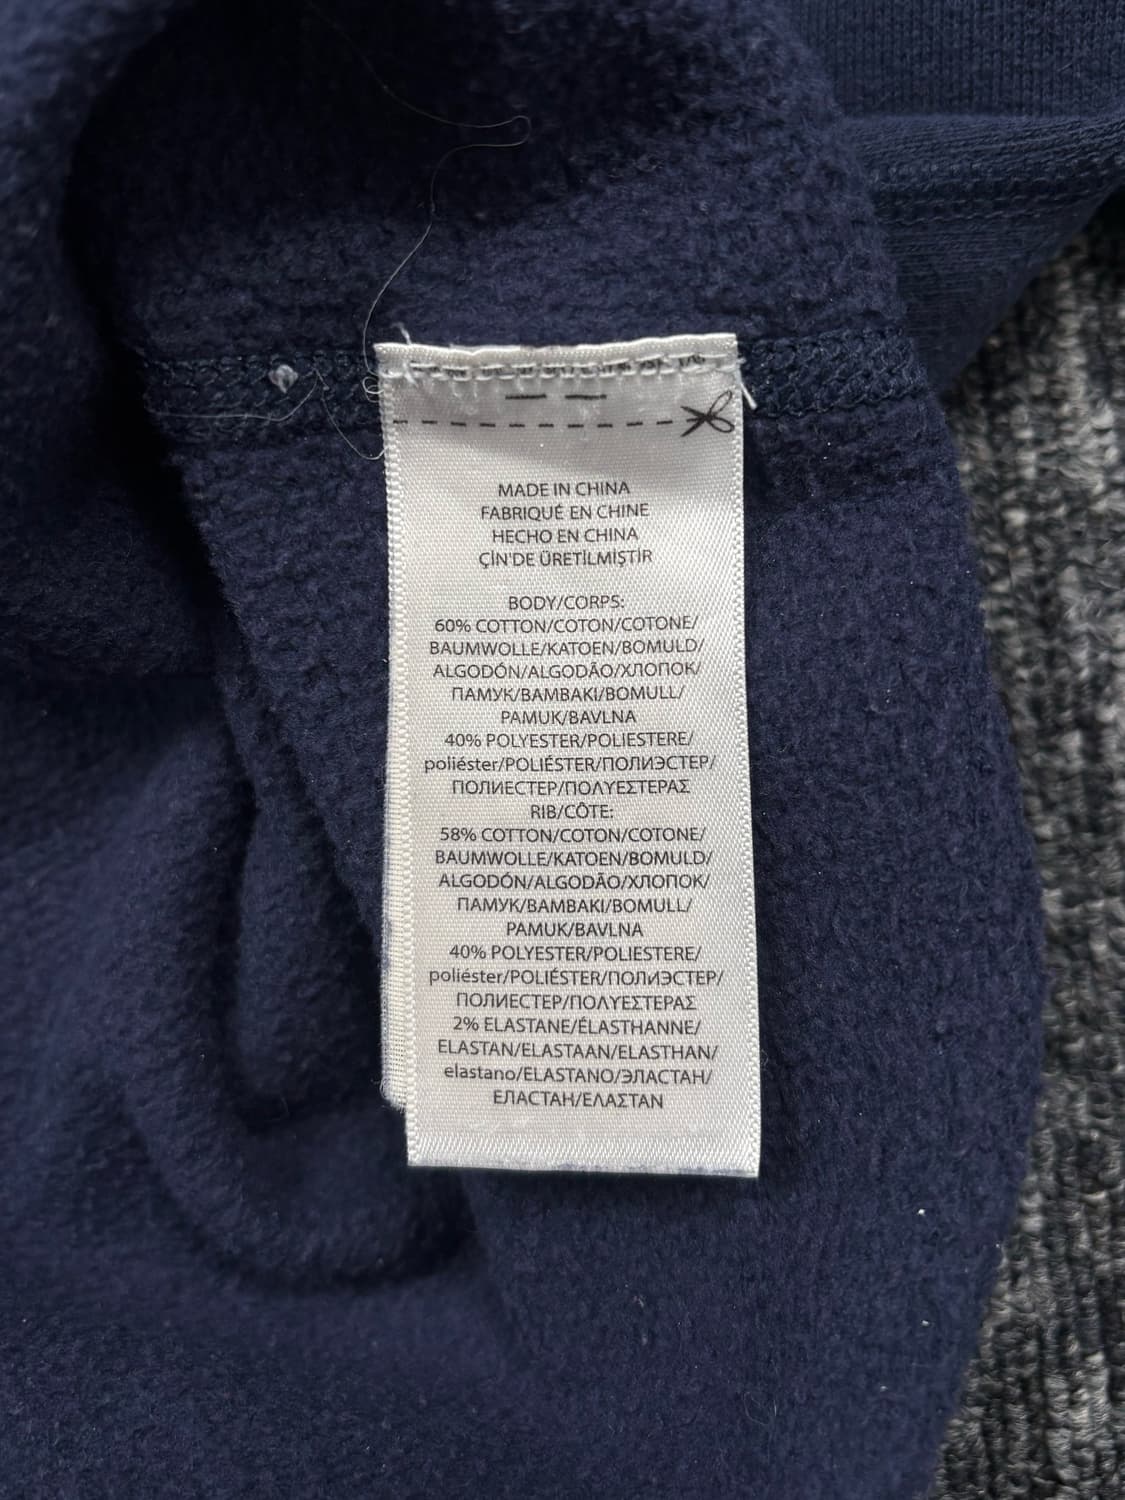 MADE IN CHINA
FABRIQUÉ EN CHINE
HECHO EN CHINA
ÇİN'DE ÜRETİLMİŞTİR
BODY/CORPS:
60% COTTON/COTON/COTONE/
BAUMWOLLE/KATOEN/BOMULD/
ALGODÓN/ALGODÃO/ХЛОПОК/
ПАМУК/ΒΑΜΒΑΚΙ/BOMULL/
PAMUK/BAVLNA
40% POLYESTER/POLIESTERE/
poliéster/POLIÉSTER/ПОЛИЭСТЕР/
ПОЛИЕСТЕР/ΠΟΛΥΕΣΤΕΡΑΣ
RIB/CÔTE:
58% COTTON/COTON/COTONE/
BAUMWOLLE/KATOEN/BOMULD/
ALGODÓN/ALGODÃO/ХЛОПОК/
ПАМУК/ΒΑΜΒΑΚΙ/BOMULL/
PAMUK/BAVLNA
40% POLYESTER/POLIESTERE/
poliéster/POLIÉSTER/ПОЛИЭСТЕР/
ПОЛИЕСТЕР/ΠΟΛΥΕΣΤΕΡΑΣ
2% ELASTANE/ÉLASTHANNE/
ELASTAN/ELASTAAN/ELASTHAN/
elastano/ELASTANO/ЭЛАСТАН/
ЕЛАСТАН/ΕΛΑΣΤΑΝ